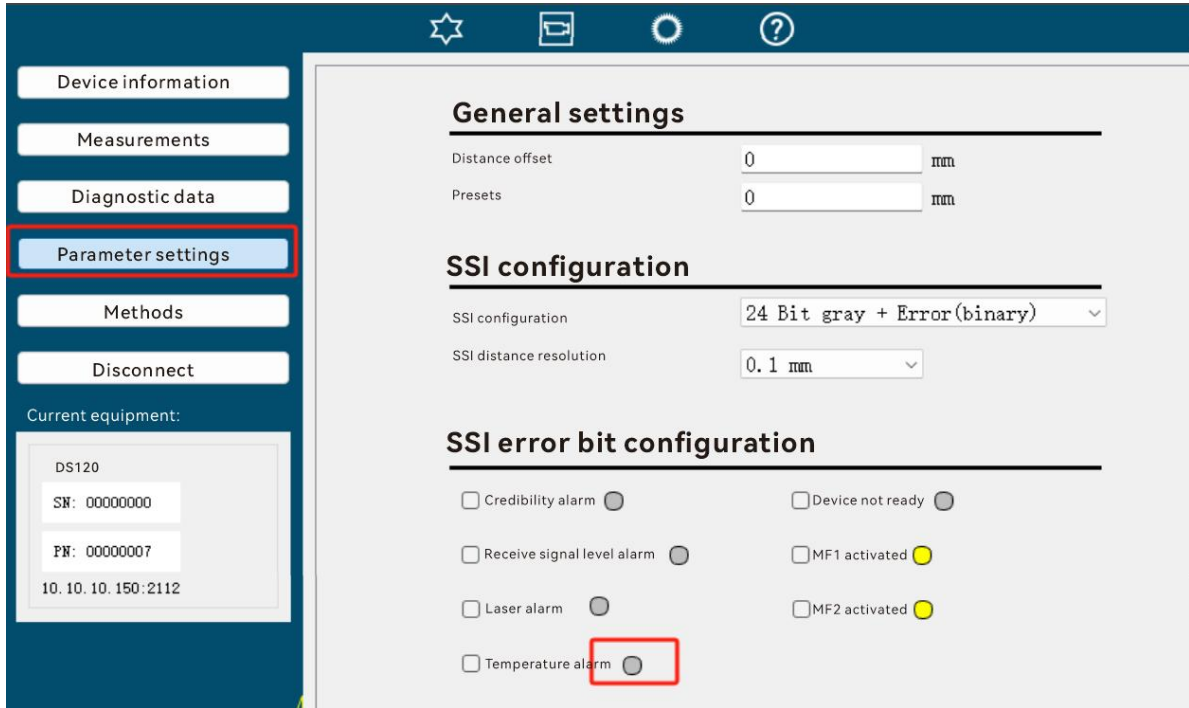 Device information
Measurements
Diagnostic data
Parameter settings
Methods
Disconnect
Current equipment:
DS120
SN: 00000000
PN: 00000007
10.10.10.150:2112
?
General settings
Distance offset 0 mm
Presets 0 mm
SSI configuration
SSI configuration 24 Bit gray + Error(binary)
SSI distance resolution 0.1 mm
SSI error bit configuration
Credibility alarm Device not ready
Receive signal level alarm MF1 activated
Laser alarm MF2 activated
Temperature alarm